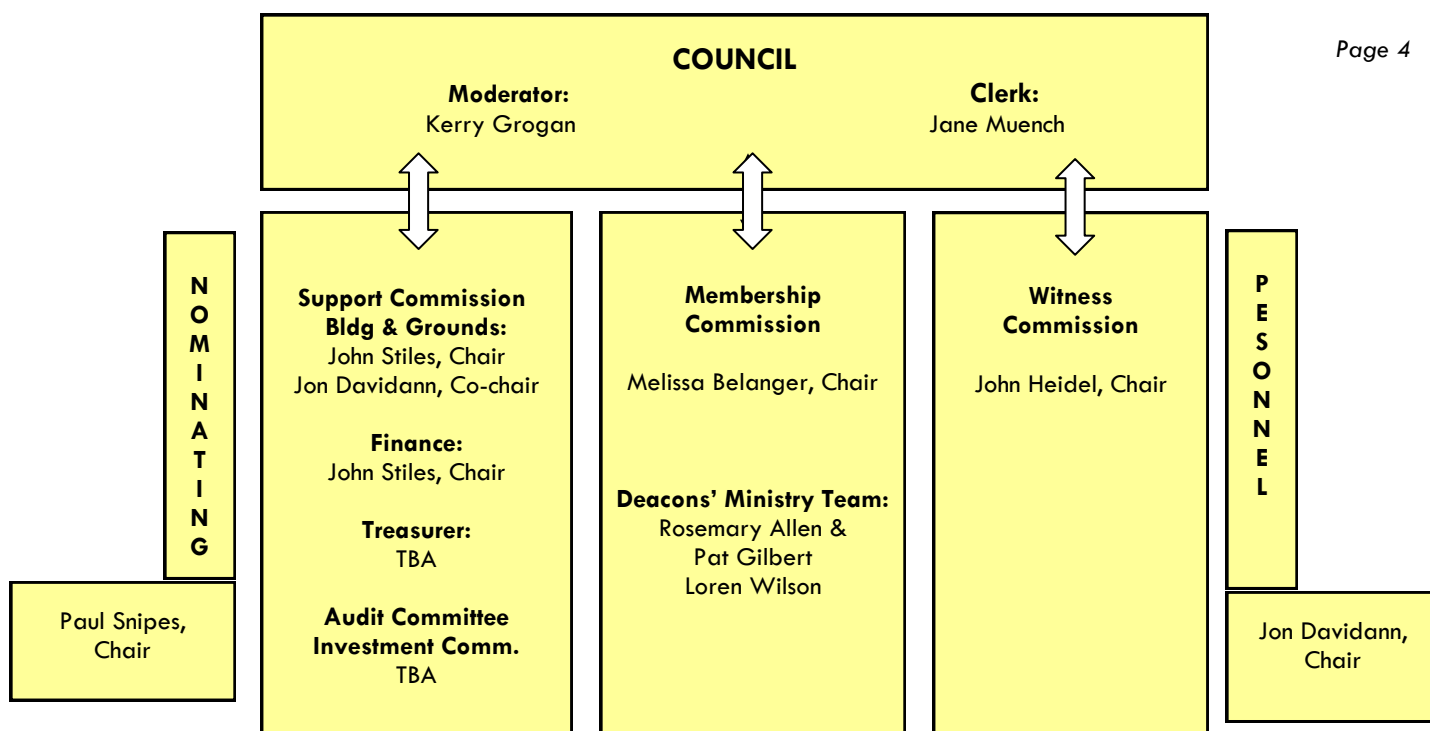 Page 4
COUNCIL
Moderator:
Kerry Grogan
Clerk:
Jane Muench
NOMINATING
Paul Snipes,
Chair
Support Commission
Bldg & Grounds:
John Stiles, Chair
Jon Davidann, Co-chair
Finance:
John Stiles, Chair
Treasurer:
TBA
Audit Committee
Investment Comm.
TBA
Membership
Commission
Melissa Belanger, Chair
Deacons’ Ministry Team:
Rosemary Allen &
Pat Gilbert
Loren Wilson
Witness
Commission
John Heidel, Chair
PESONNEL
Jon Davidann,
Chair